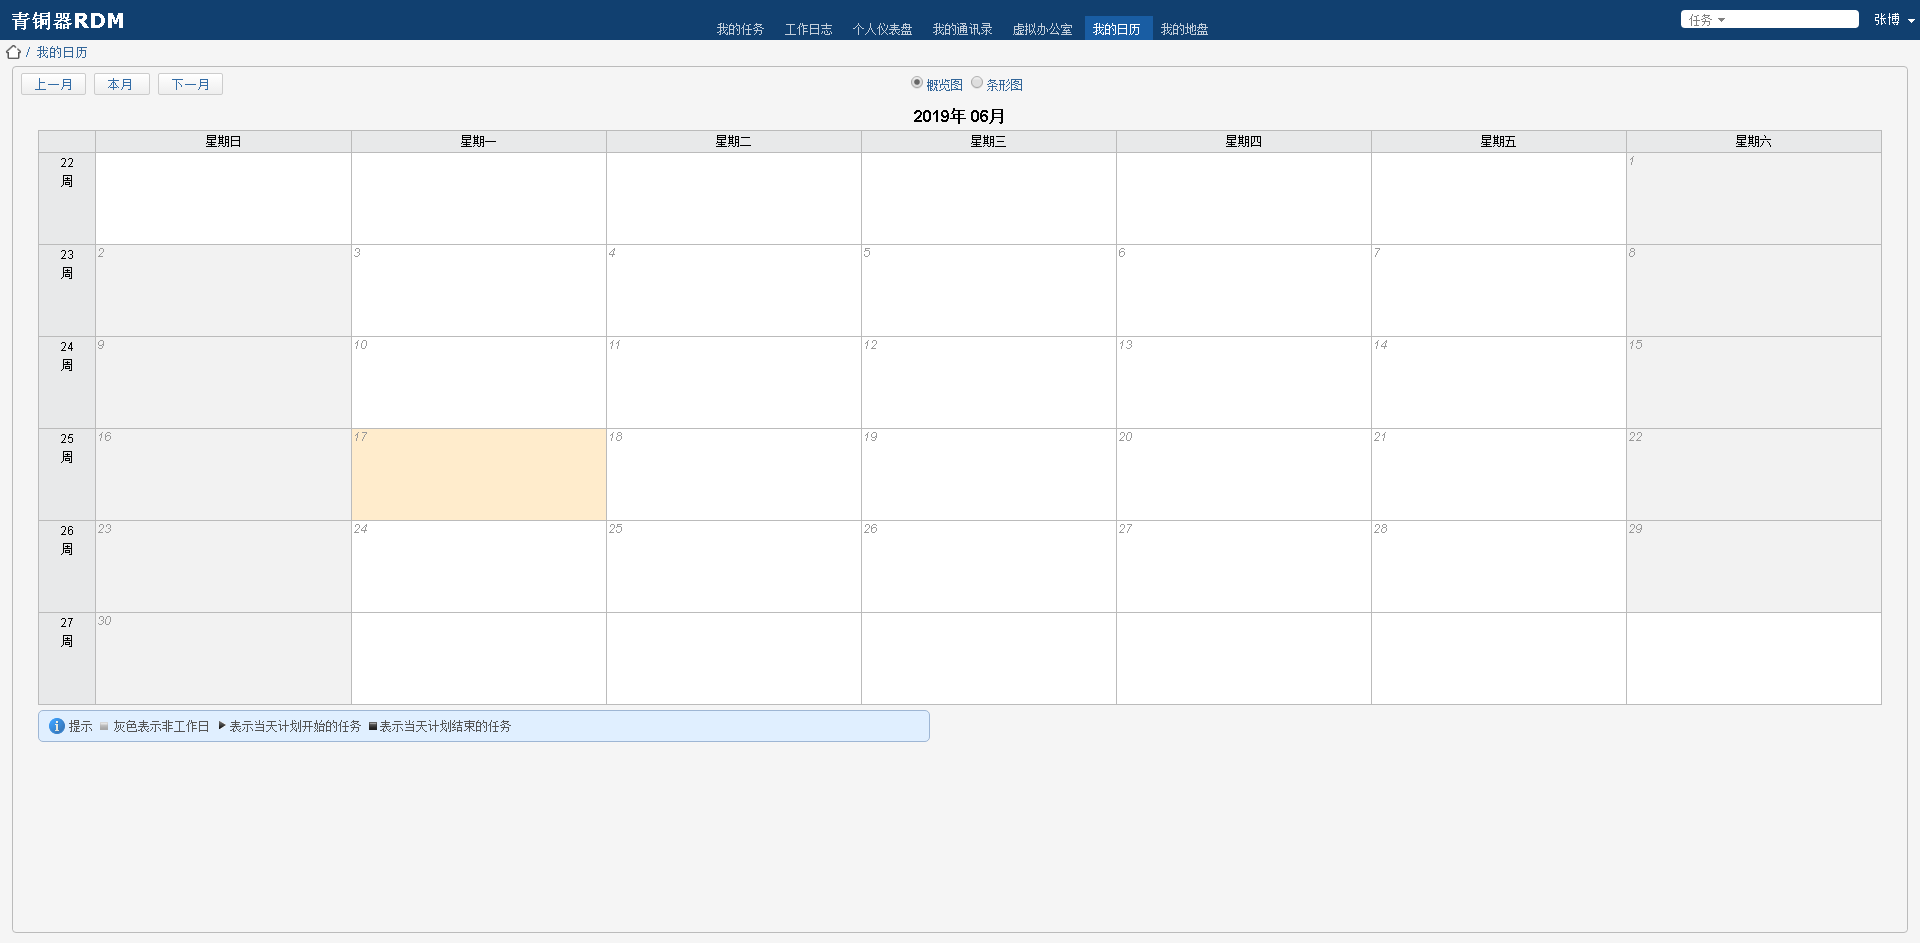 青铜器RDM
我的任务 工作日志 个人仪表盘 我的通讯录 虚拟办公室 我的日历 我的地盘
任务 张博
/ 我的日历
上一月 本月 下一月 概览图 条形图
2019年 06月
星期日 星期一 星期二 星期三 星期四 星期五 星期六
22 1
周
23 2 3 4 5 6 7 8
周
24 9 10 11 12 13 14 15
周
25 16 17 18 19 20 21 22
周
26 23 24 25 26 27 28 29
周
27 30
周
提示 灰色表示非工作日 表示当天计划开始的任务 表示当天计划结束的任务